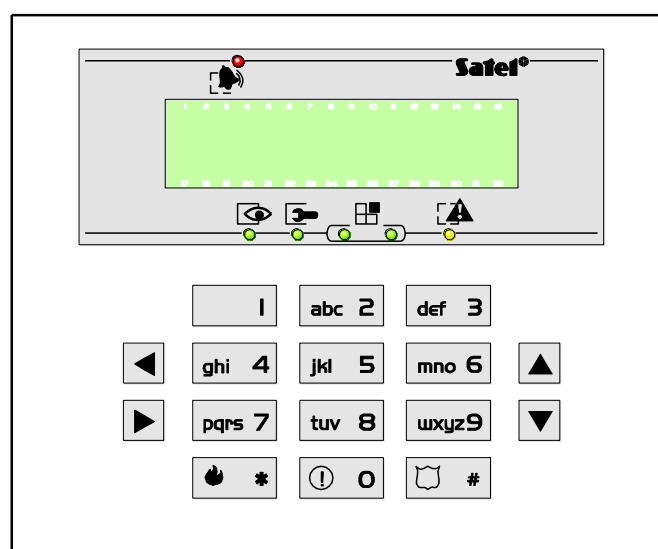 Satel®
1 2 3 4 5 6 7 8 9 10 11 12 13 14 15 16
17 18 19 20 21 22 23 24 25 26 27 28 29 30 31 32
1 abc 2 def 3
ghi 4 jkl 5 mno 6
pqrs 7 tuv 8 wxyz 9
* 0 #